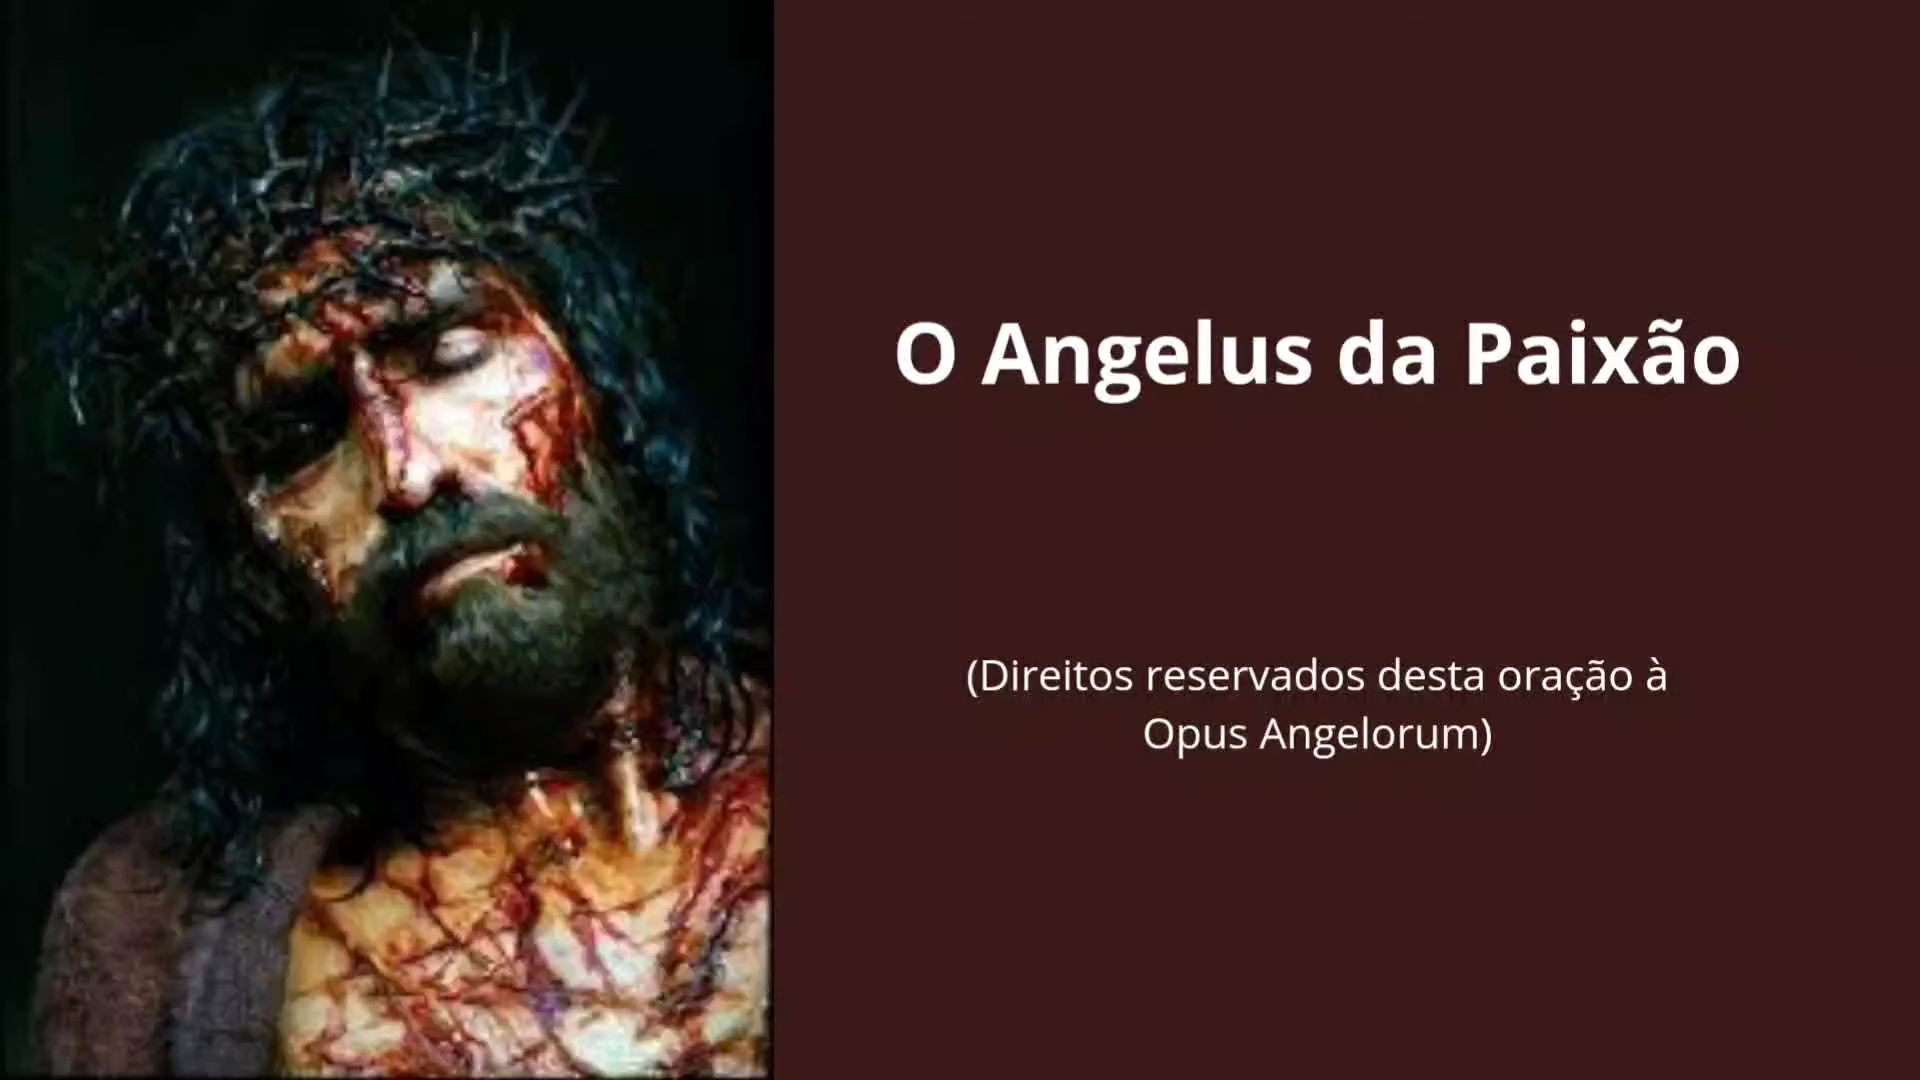 O Angelus da Paixão
(Direitos reservados desta oração à
Opus Angelorum)